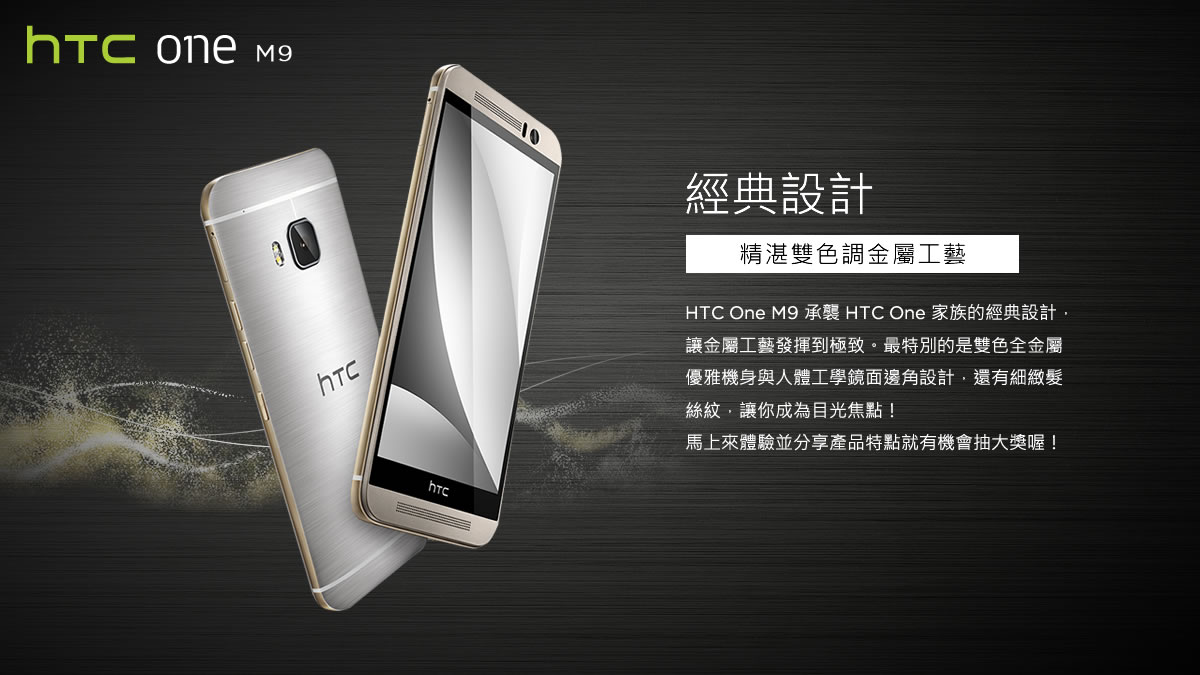 htc one M9
經典設計
精湛雙色調金屬工藝
HTC One M9 承襲 HTC One 家族的經典設計，
讓金屬工藝發揮到極致。最特別的是雙色全金屬
優雅機身與人體工學鏡面邊角設計，還有細緻髮
絲紋，讓你成為目光焦點！
馬上來體驗並分享產品特點就有機會抽大獎喔！
htc
htc